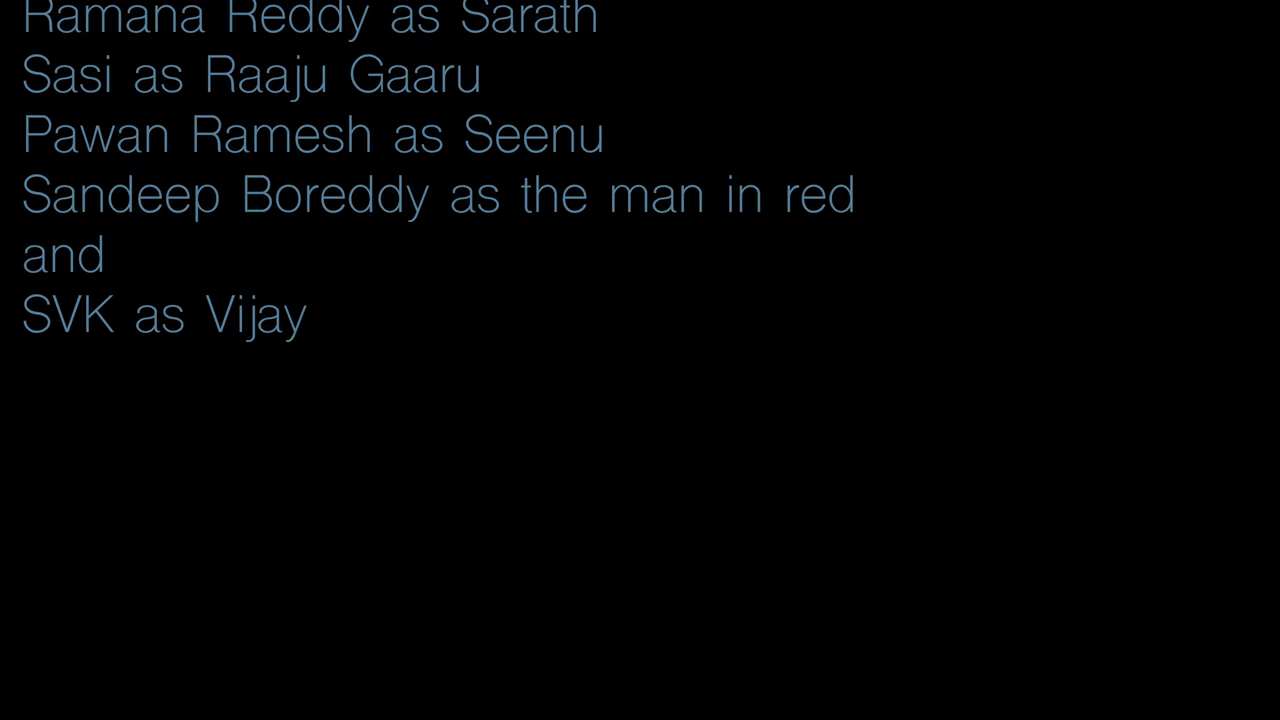 Ramana Reddy as Sarath
Sasi as Raaju Gaaru
Pawan Ramesh as Seenu
Sandeep Boreddy as the man in red
and
SVK as Vijay